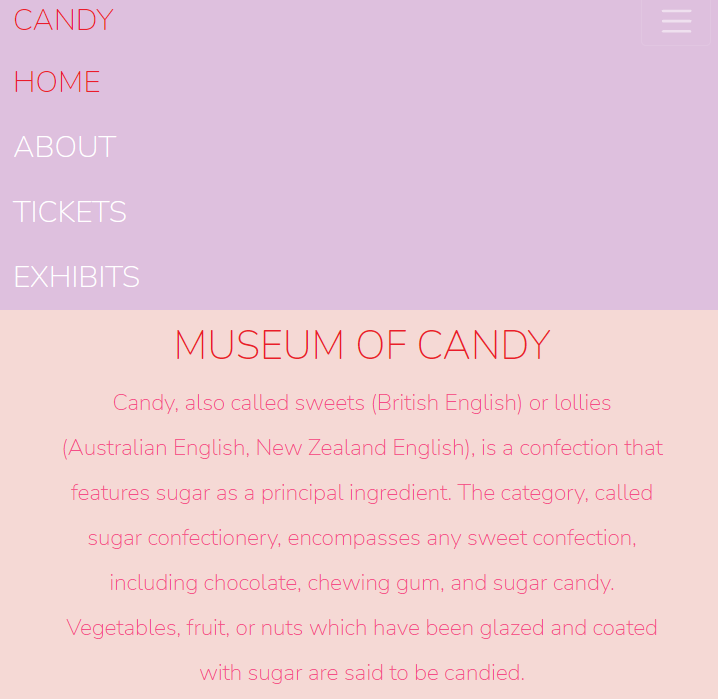 CANDY
HOME
ABOUT
TICKETS
EXHIBITS
MUSEUM OF CANDY
Candy, also called sweets (British English) or lollies
(Australian English, New Zealand English), is a confection that
features sugar as a principal ingredient. The category, called
sugar confectionery, encompasses any sweet confection,
including chocolate, chewing gum, and sugar candy.
Vegetables, fruit, or nuts which have been glazed and coated
with sugar are said to be candied.